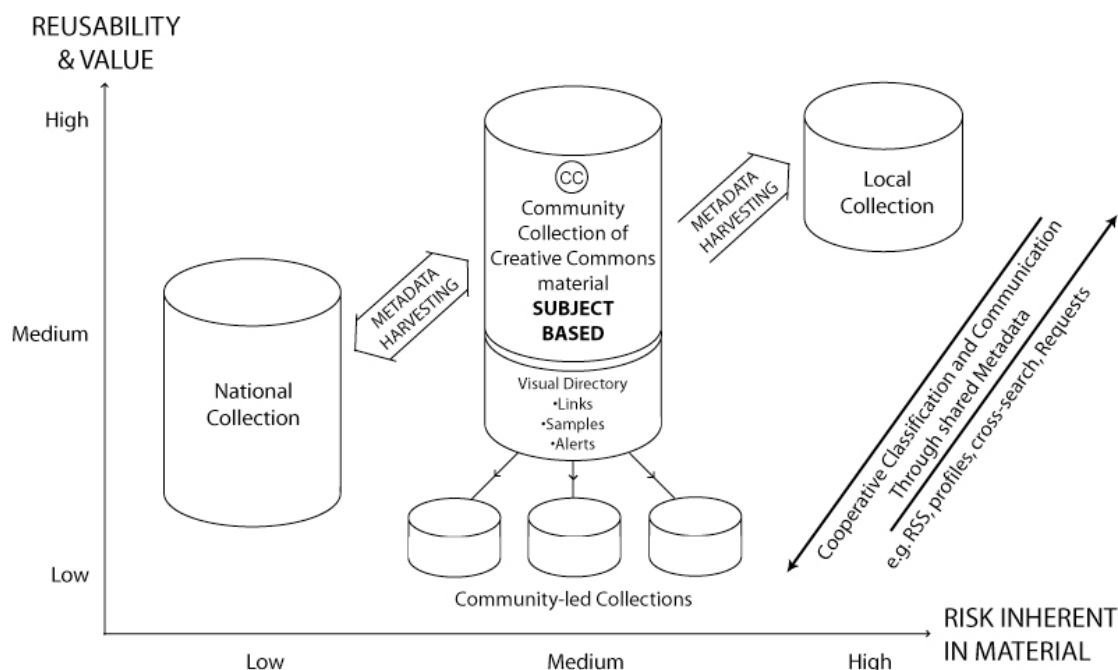 REUSABILITY
& VALUE
High
Medium
Low
CC
Community
Collection of
Creative Commons
material
SUBJECT
BASED
Visual Directory
•Links
•Samples
•Alerts
METADATA
HARVESTING
METADATA
HARVESTING
National
Collection
Local
Collection
Community-led Collections
Cooperative Classification and Communication
Through shared Metadata
e.g. RSS, profiles, cross-search, Requests
Low
Medium
High
RISK INHERENT
IN MATERIAL